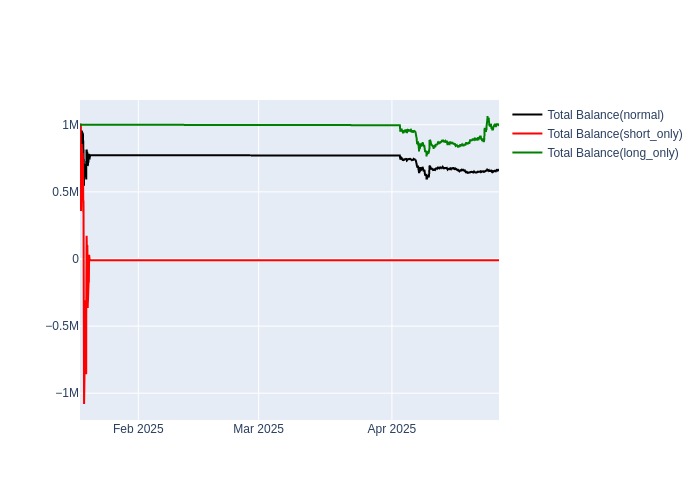 1M
0.5M
0
−0.5M
−1M
Feb 2025
Mar 2025
Apr 2025
Total Balance(normal)
Total Balance(short_only)
Total Balance(long_only)